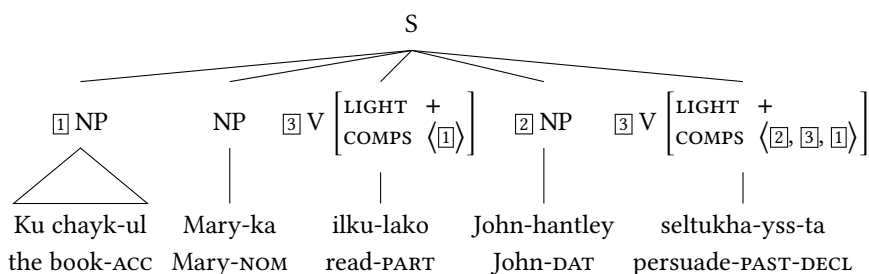 S
1 NP NP 3 V [LIGHT + COMPS ⟨1⟩] 2 NP 3 V [LIGHT + COMPS ⟨2, 3, 1⟩]
Ku chayk-ul Mary-ka ilku-lako John-hantley seltukha-yss-ta
the book-ACC Mary-NOM read-PART John-DAT persuade-PAST-DECL